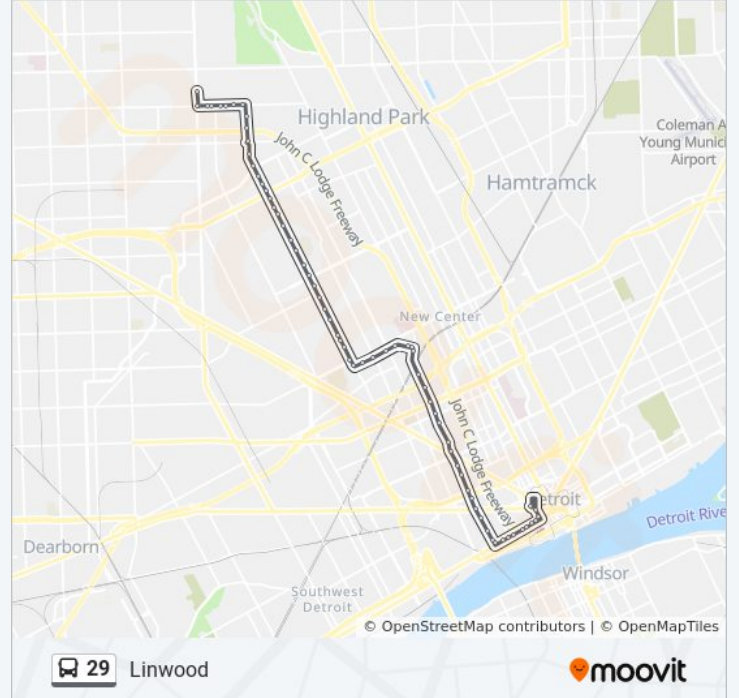 Highland Park
John C Lodge Freeway
Coleman A
Young Munici
Airport
Hamtramck
New Center
John C Lodge Freeway
etroit
Detroit Rive
Dearborn
Windsor
Southwest
Detroit
© OpenStreetMap contributors | © OpenMapTiles
29 Linwood
moovit